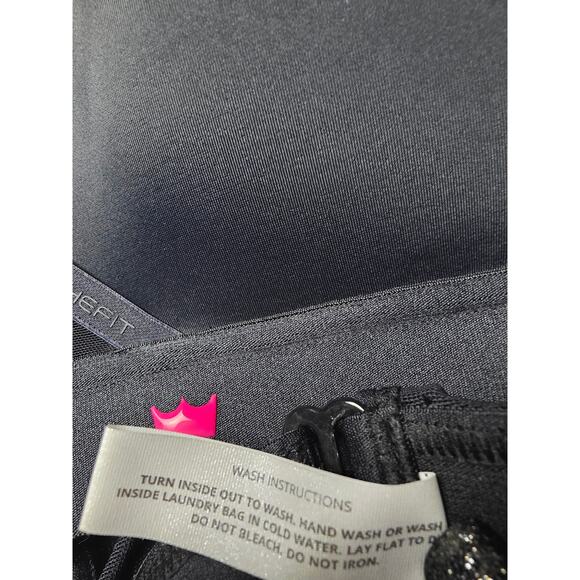 HEFIT
WASH INSTRUCTIONS
TURN INSIDE OUT TO WASH. HAND WASH OR WASH
INSIDE LAUNDRY BAG IN COLD WATER. LAY FLAT TO D
DO NOT BLEACH. DO NOT IRON.